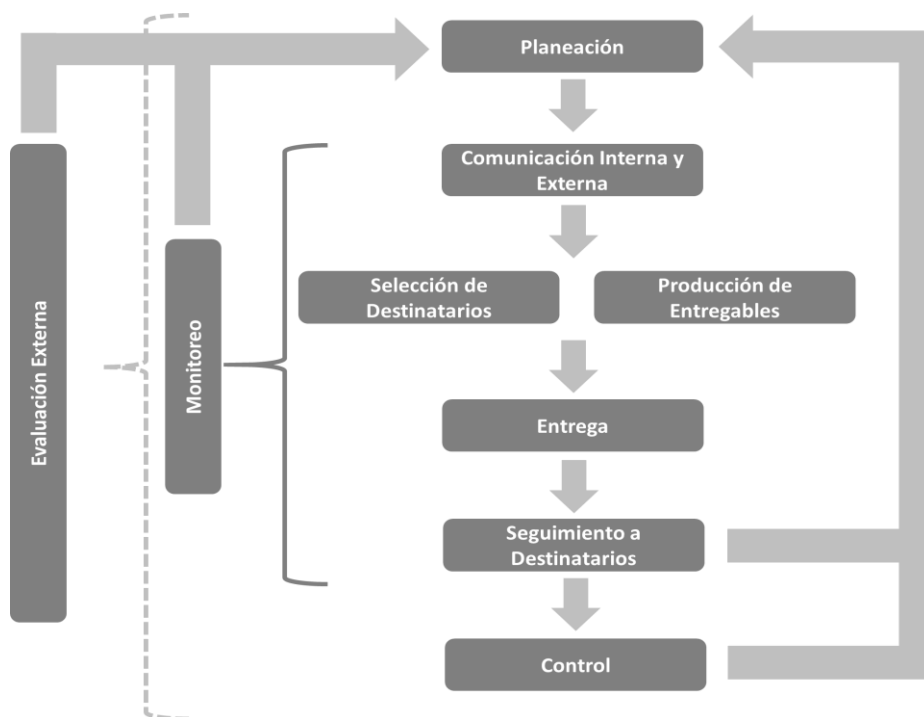 Planeación
Comunicación Interna y
Externa
Selección de
Destinatarios
Producción de
Entregables
Entrega
Seguimiento a
Destinatarios
Control
Monitoreo
Evaluación Externa